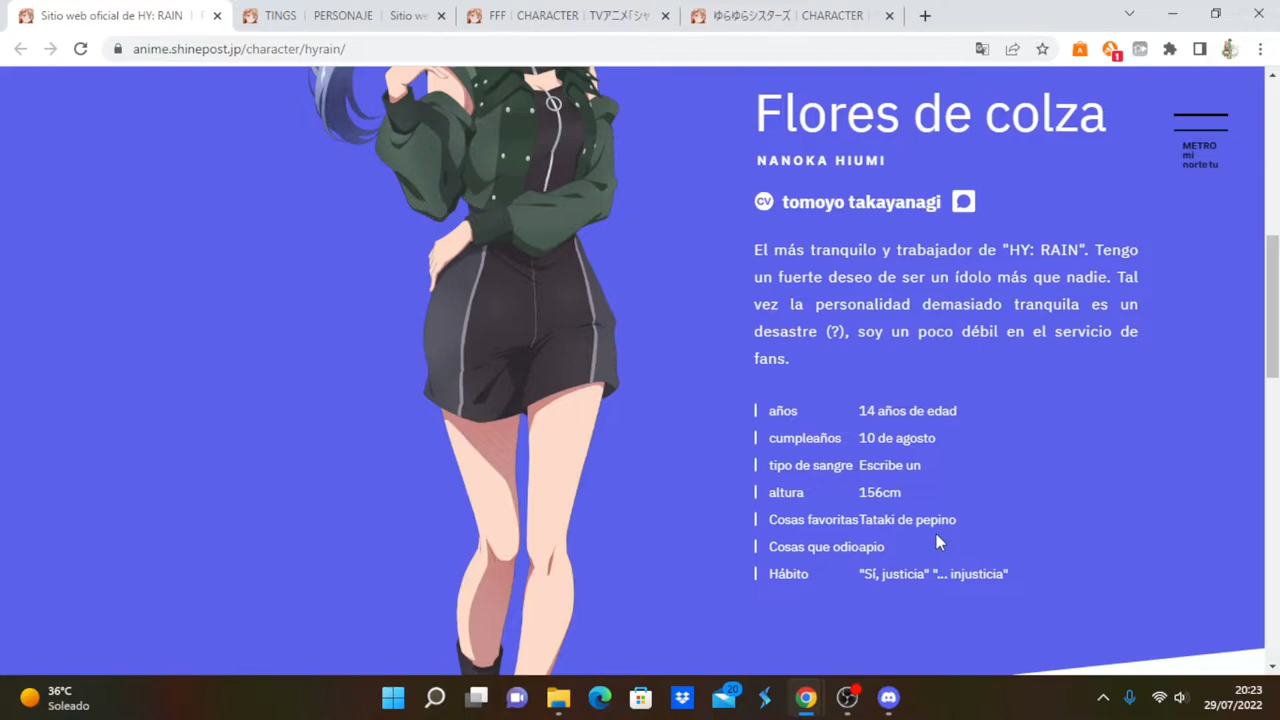 Sitio web oficial de HY: RAIN
TINGS | PERSONAJE | Sitio we
FFF | CHARACTER | TVアニメ「シャ
ゆらゆらシスターズ | CHARACTER
anime.shinepost.jp/character/hyrain/
1
Flores de colza
METRO
mi
norte tu
NANOKA HIUMI
CV tomoyo takayanagi
El más tranquilo y trabajador de "HY: RAIN". Tengo
un fuerte deseo de ser un ídolo más que nadie. Tal
vez la personalidad demasiado tranquila es un
desastre (?), soy un poco débil en el servicio de
fans.
años 14 años de edad
cumpleaños 10 de agosto
tipo de sangre Escribe un
altura 156cm
Cosas favoritasTataki de pepino
Cosas que odioapio
Hábito "Sí, justicia" "... injusticia"
36°C
Soleado
20
20:23
29/07/2022